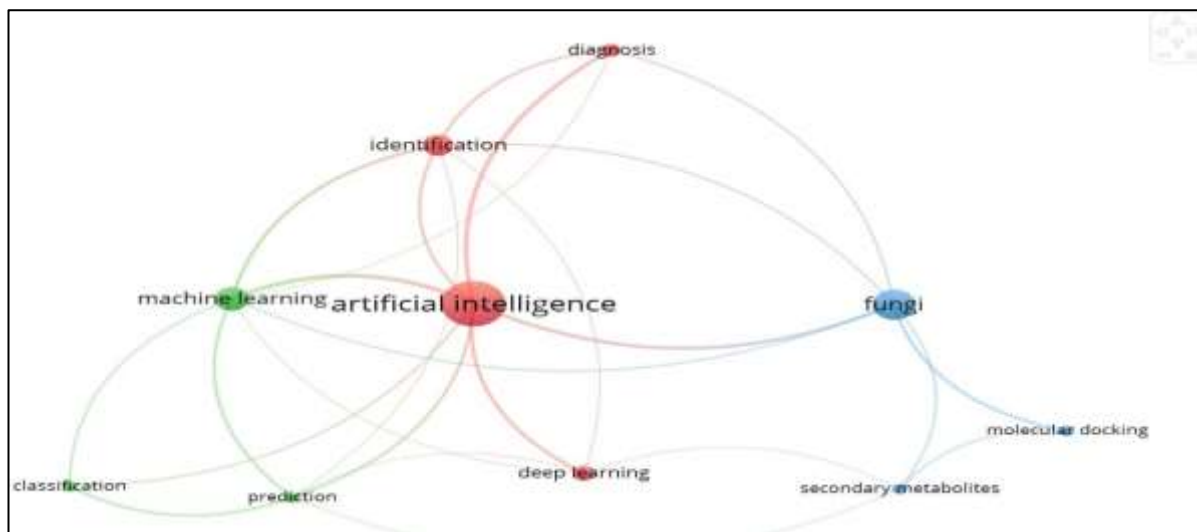 diagnosis
identification
machine learning
artificial intelligence
fungi
molecular docking
deep learning
classification
prediction
secondary metabolites